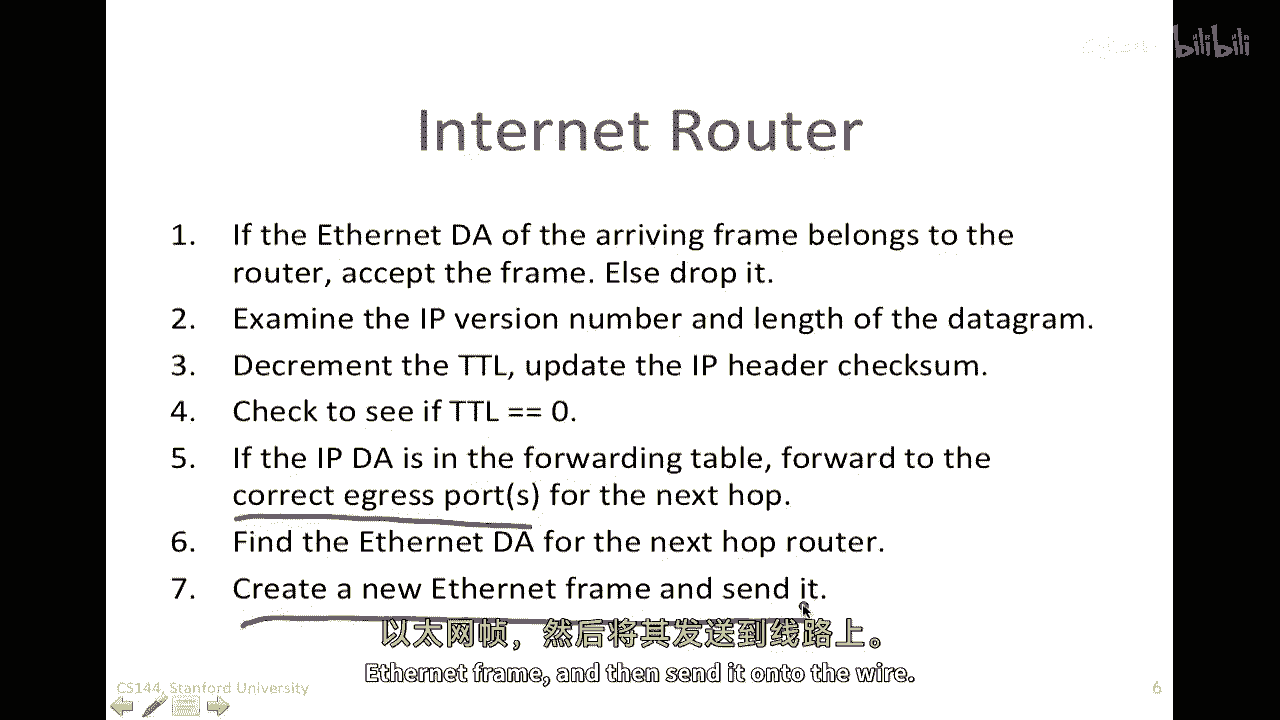 bilibili
Internet Router
1. If the Ethernet DA of the arriving frame belongs to the
router, accept the frame. Else drop it.
2. Examine the IP version number and length of the datagram.
3. Decrement the TTL, update the IP header checksum.
4. Check to see if TTL == 0.
5. If the IP DA is in the forwarding table, forward to the
correct egress port(s) for the next hop.
6. Find the Ethernet DA for the next hop router.
7. Create a new Ethernet frame and send it.
以太网帧，然后将其发送到线路上。
Ethernet frame, and then send it onto the wire.
CS144, Stanford University
6